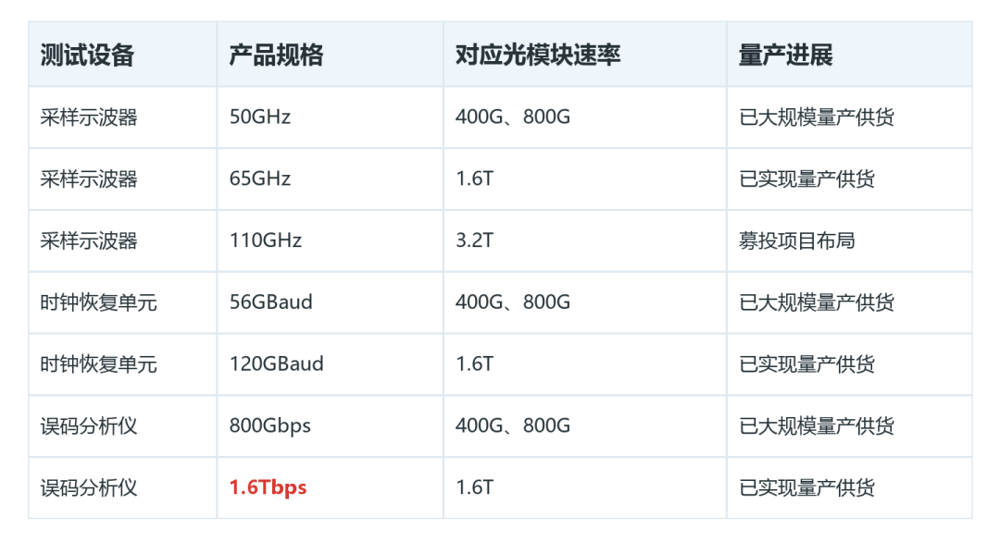 测试设备 产品规格 对应光模块速率 量产进展
采样示波器 50GHz 400G、800G 已大规模量产供货
采样示波器 65GHz 1.6T 已实现量产供货
采样示波器 110GHz 3.2T 募投项目布局
时钟恢复单元 56GBaud 400G、800G 已大规模量产供货
时钟恢复单元 120GBaud 1.6T 已实现量产供货
误码分析仪 800Gbps 400G、800G 已大规模量产供货
误码分析仪 1.6Tbps 1.6T 已实现量产供货